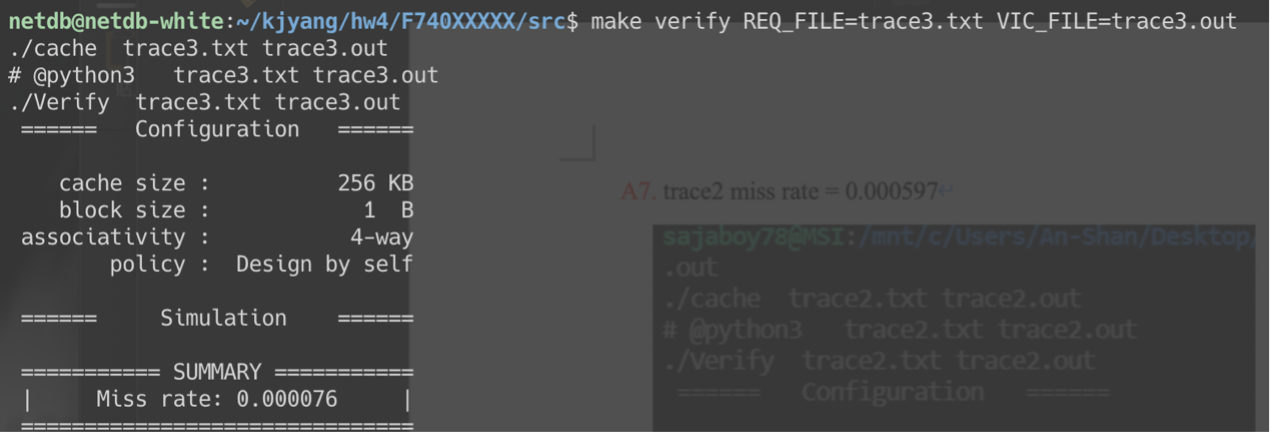 netdb@netdb-white:~/kjyang/hw4/F740XXXXX/src$ make verify REQ_FILE=trace3.txt VIC_FILE=trace3.out
./cache  trace3.txt trace3.out
# @python3   trace3.txt trace3.out
./Verify  trace3.txt trace3.out
====== Configuration ======
cache size : 256 KB
block size : 1 B
associativity : 4-way
policy : Design by self
====== Simulation ======
=========== SUMMARY ===========
| Miss rate: 0.000076 |
===============================
A7. trace2 miss rate = 0.000597↵
sajaboy78@MSI:/mnt/c/Users/An-Shan/Desktop/
.out
./cache  trace2.txt trace2.out
# @python3   trace2.txt trace2.out
./Verify  trace2.txt trace2.out
====== Configuration ======